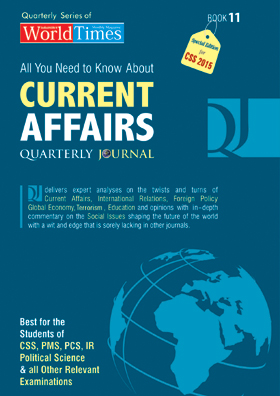 Quarterly Series of
World Times
BOOK 11
Special Edition
for
CSS 2015
All You Need to Know About
CURRENT
AFFAIRS
QUARTERLY JOURNAL
QJ
QJ delivers expert analyses on the twists and turns of
Current Affairs, International Relations, Foreign Policy
Global Economy, Terrorism, Education and opinions with in-depth
commentary on the Social Issues shaping the future of the world
with a wit and edge that is sorely lacking in other journals.
Best for the
Students of
CSS, PMS, PCS, IR
Political Science
& all Other Relevant
Examinations